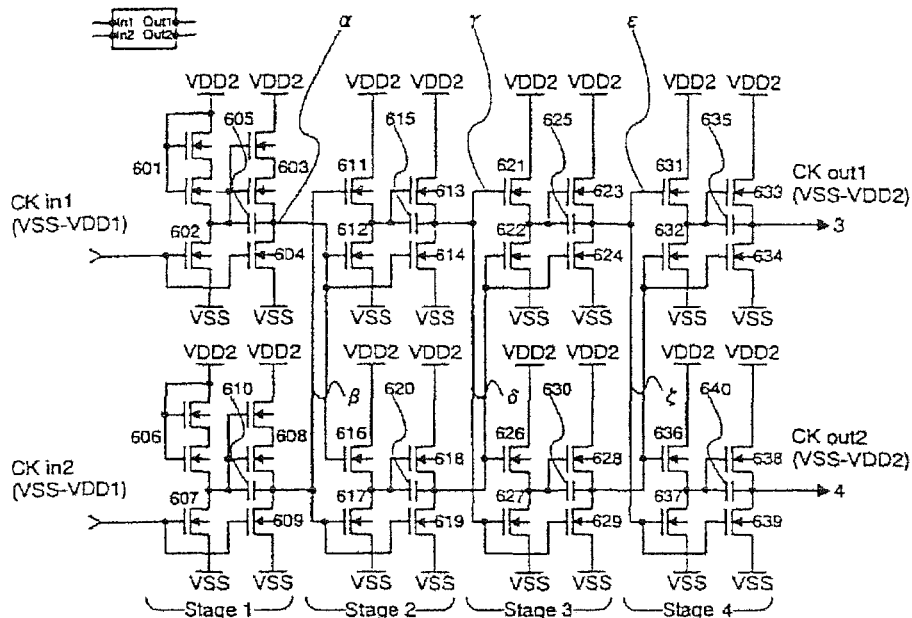 In1 Out1
In2 Out2
α γ ε
VDD2 VDD2 VDD2 VDD2 VDD2 VDD2 VDD2 VDD2
605 615 625 635
601 603 611 613 621 623 631 633
CK in1
(VSS-VDD1)
CK out1
(VSS-VDD2)
3
602 604 612 614 622 624 632 634
VSS VSS VSS VSS VSS VSS VSS VSS
VDD2 VDD2 VDD2 VDD2 VDD2 VDD2 VDD2 VDD2
610 β 620 δ 630 ζ 640
606 608 616 618 626 628 636 638
CK in2
(VSS-VDD1)
CK out2
(VSS-VDD2)
4
607 609 617 619 627 629 637 639
VSS VSS VSS VSS VSS VSS VSS VSS
Stage 1 Stage 2 Stage 3 Stage 4